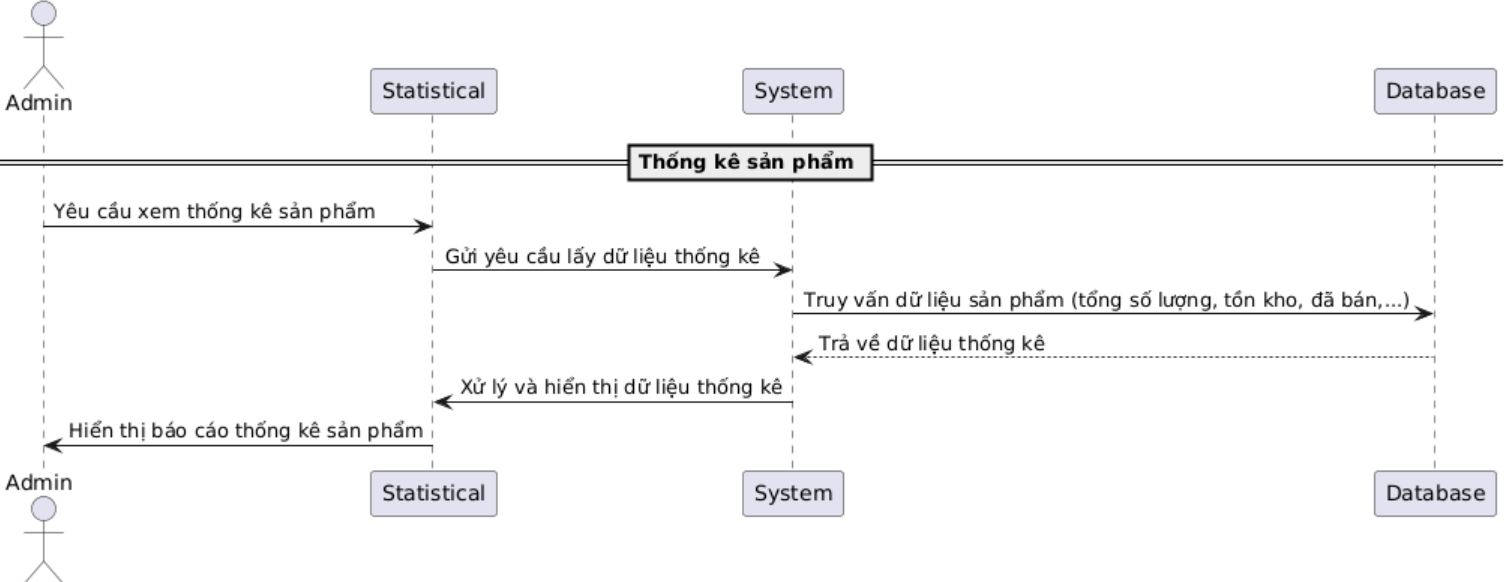 Admin
Statistical
System
Database
Thống kê sản phẩm
Yêu cầu xem thống kê sản phẩm
Gửi yêu cầu lấy dữ liệu thống kê
Truy vấn dữ liệu sản phẩm (tổng số lượng, tồn kho, đã bán,...)
Trả về dữ liệu thống kê
Xử lý và hiển thị dữ liệu thống kê
Hiển thị báo cáo thống kê sản phẩm
Admin
Statistical
System
Database